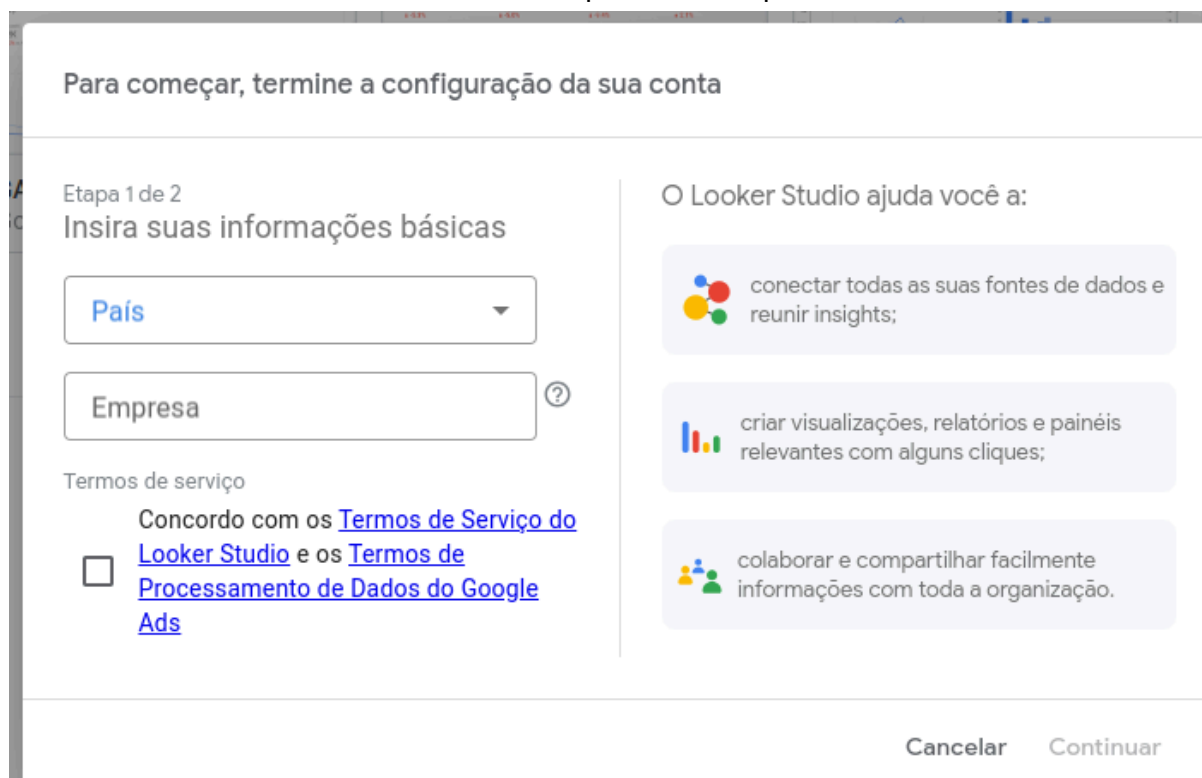 Para começar, termine a configuração da sua conta
Etapa 1 de 2
Insira suas informações básicas
País
Empresa
Termos de serviço
Concordo com os Termos de Serviço do
Looker Studio e os Termos de
Processamento de Dados do Google
Ads
O Looker Studio ajuda você a:
conectar todas as suas fontes de dados e
reunir insights;
criar visualizações, relatórios e painéis
relevantes com alguns cliques;
colaborar e compartilhar facilmente
informações com toda a organização.
Cancelar Continuar